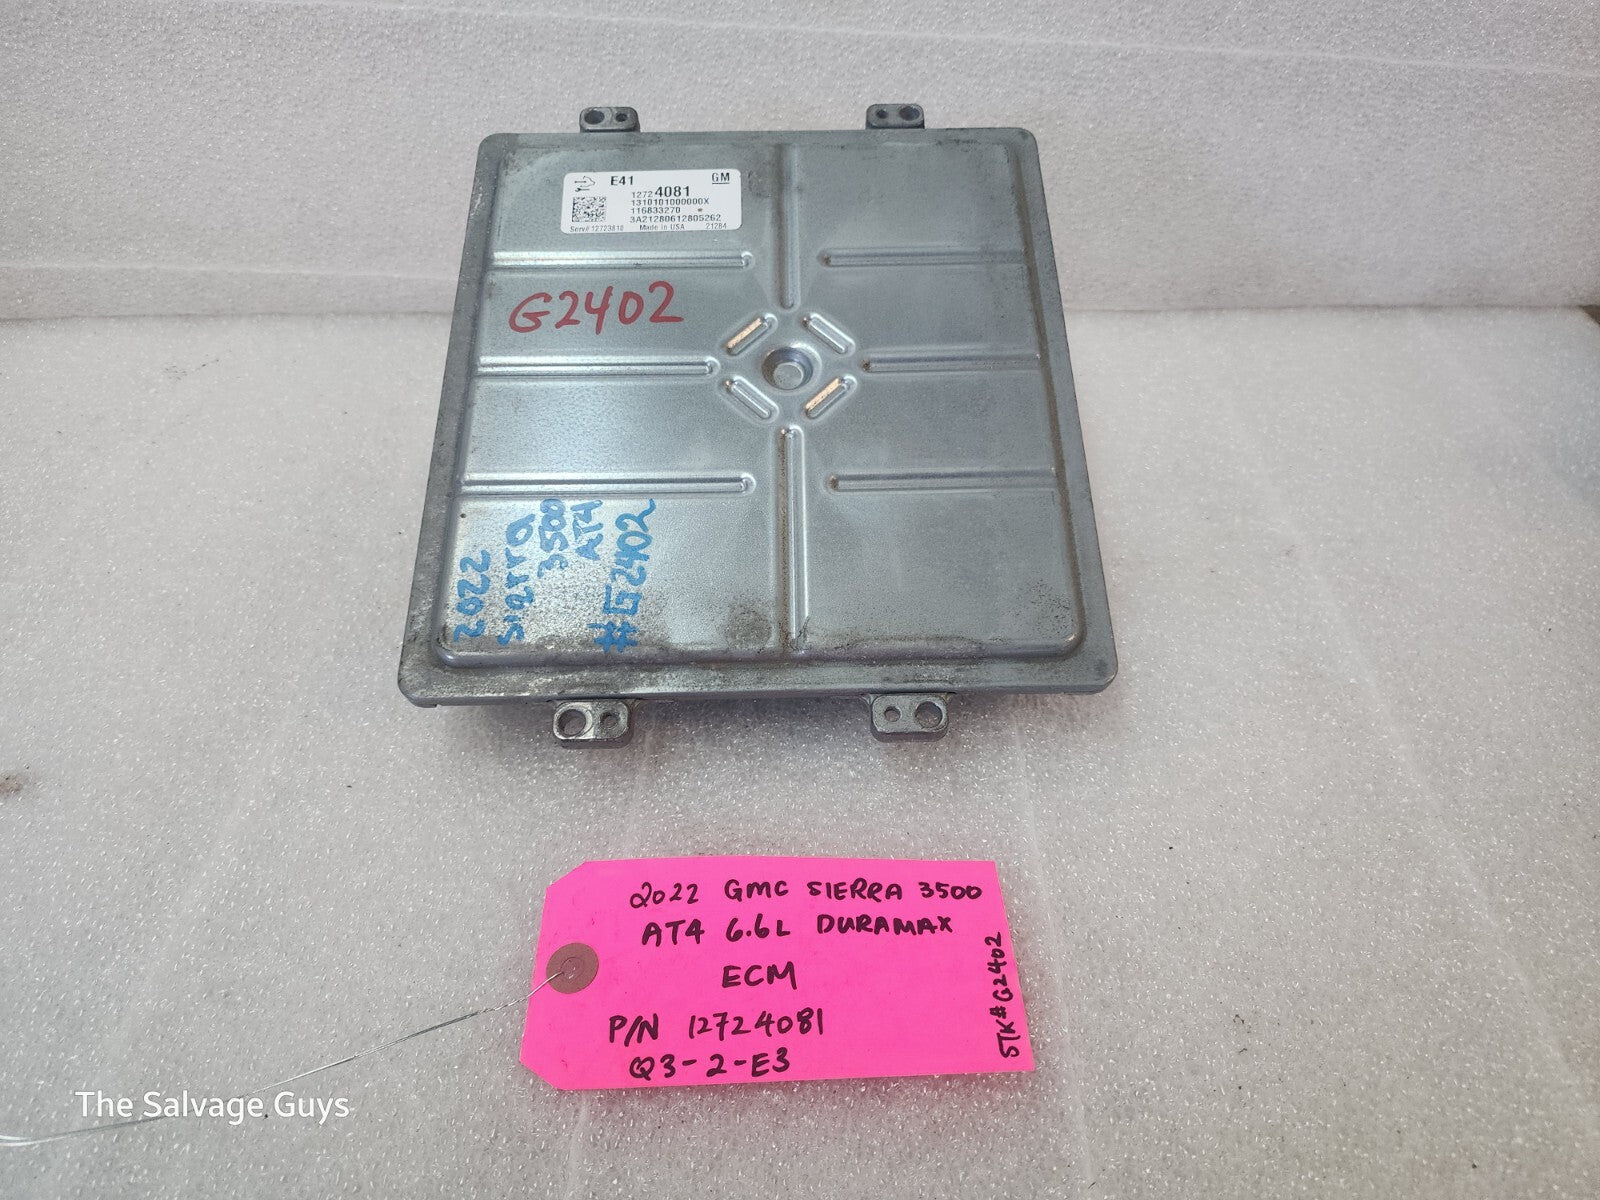 E41 GM
12724081
1310101000000X
116833270
3A21280612805262
Serv# 12723810 Made in USA 21284
G2402
2022
Sierra
3500
AT4
#G2402
2022 GMC SIERRA 3500
AT4 6.6L DURAMAX
ECM
P/N 12724081
Q3-2-E3
STK# G2402
The Salvage Guys